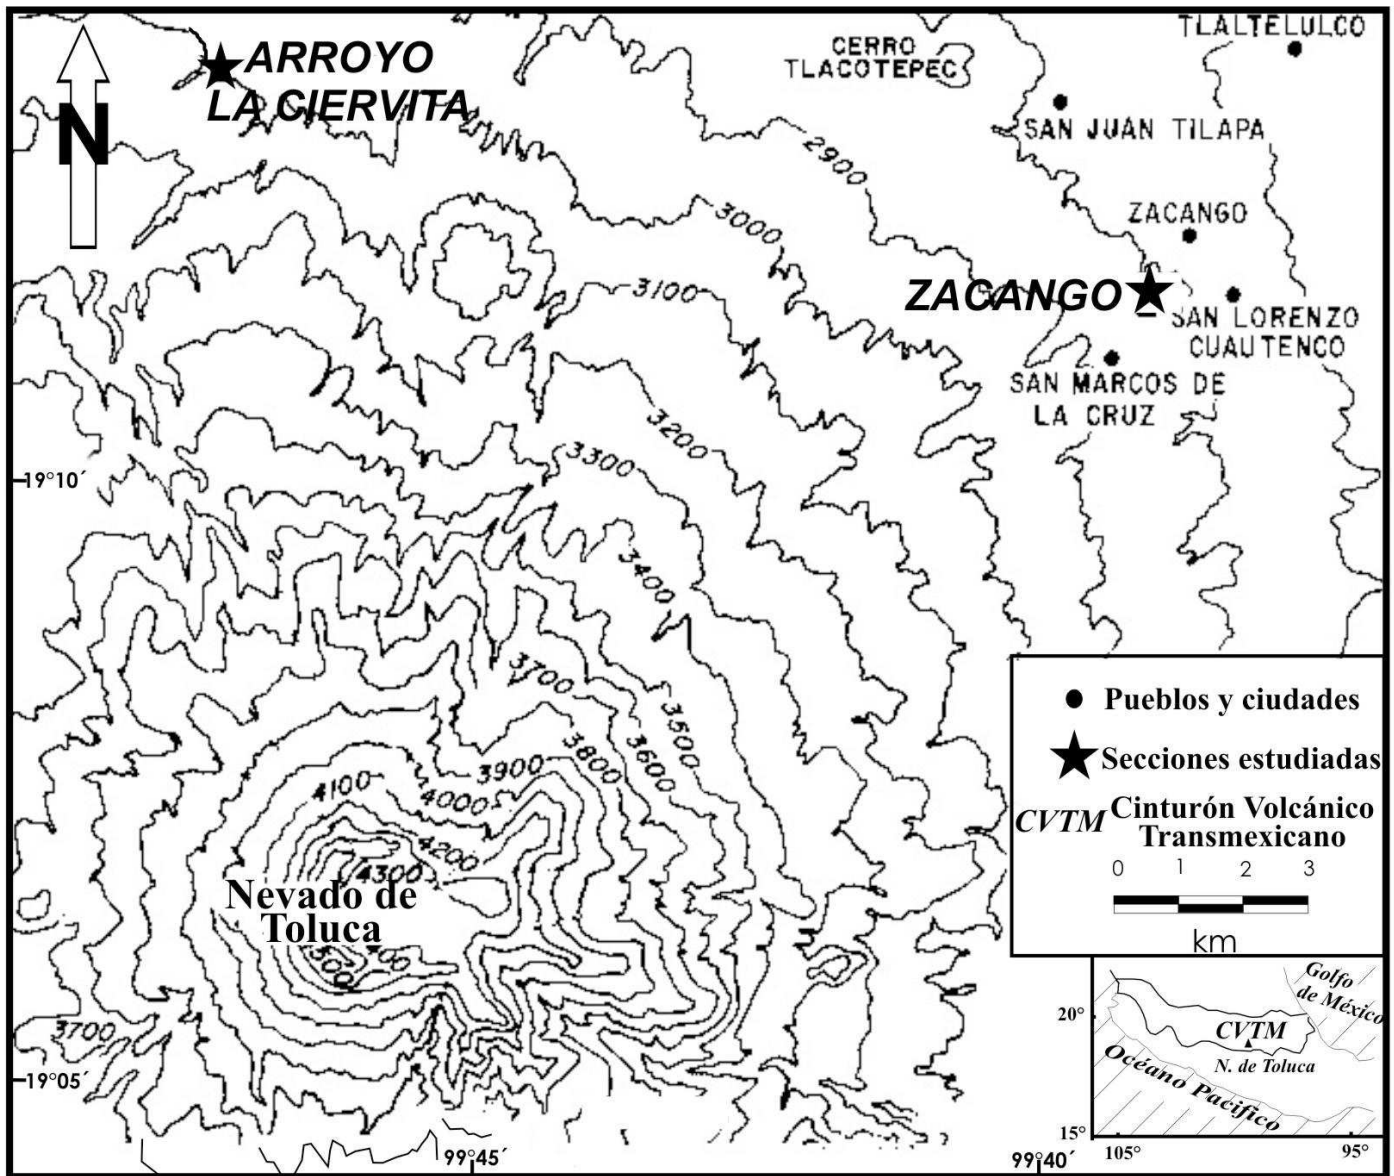 TLALTELULCO
ARROYO
LA CIERVITA
CERRO
TLACOTEPEC
N
SAN JUAN TILAPA
2900
ZACANGO
3000
3100
ZACANGO
SAN LORENZO
CUAUTENCO
SAN MARCOS DE
LA CRUZ
3200
3300
19°10´
3400
3700
3500
3600
3800
3900
4000
4100
4200
4300
Nevado de
Toluca
3700
19°05´
99°45´
99°40´
Pueblos y ciudades
Secciones estudiadas
CVTM
Cinturón Volcánico
Transmexicano
0 1 2 3
km
Golfo
de México
20°
CVTM
N. de Toluca
Océano Pacifico
15°
105°
95°